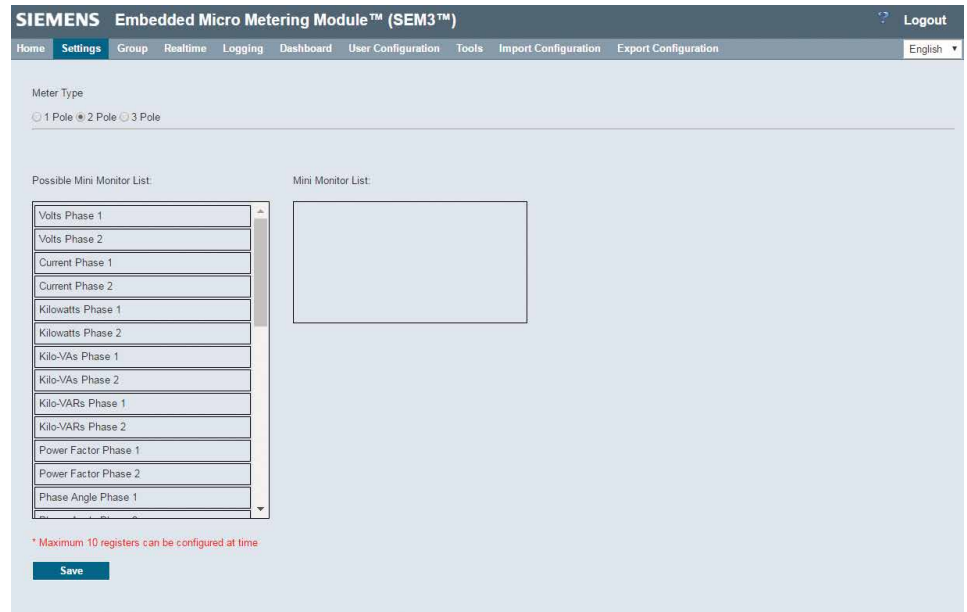 SIEMENS Embedded Micro Metering Module™ (SEM3™) ? Logout
Home Settings Group Realtime Logging Dashboard User Configuration Tools Import Configuration Export Configuration English
Meter Type
1 Pole 2 Pole 3 Pole
Possible Mini Monitor List: Mini Monitor List:
Volts Phase 1
Volts Phase 2
Current Phase 1
Current Phase 2
Kilowatts Phase 1
Kilowatts Phase 2
Kilo-VAs Phase 1
Kilo-VAs Phase 2
Kilo-VARs Phase 1
Kilo-VARs Phase 2
Power Factor Phase 1
Power Factor Phase 2
Phase Angle Phase 1
* Maximum 10 registers can be configured at time
Save